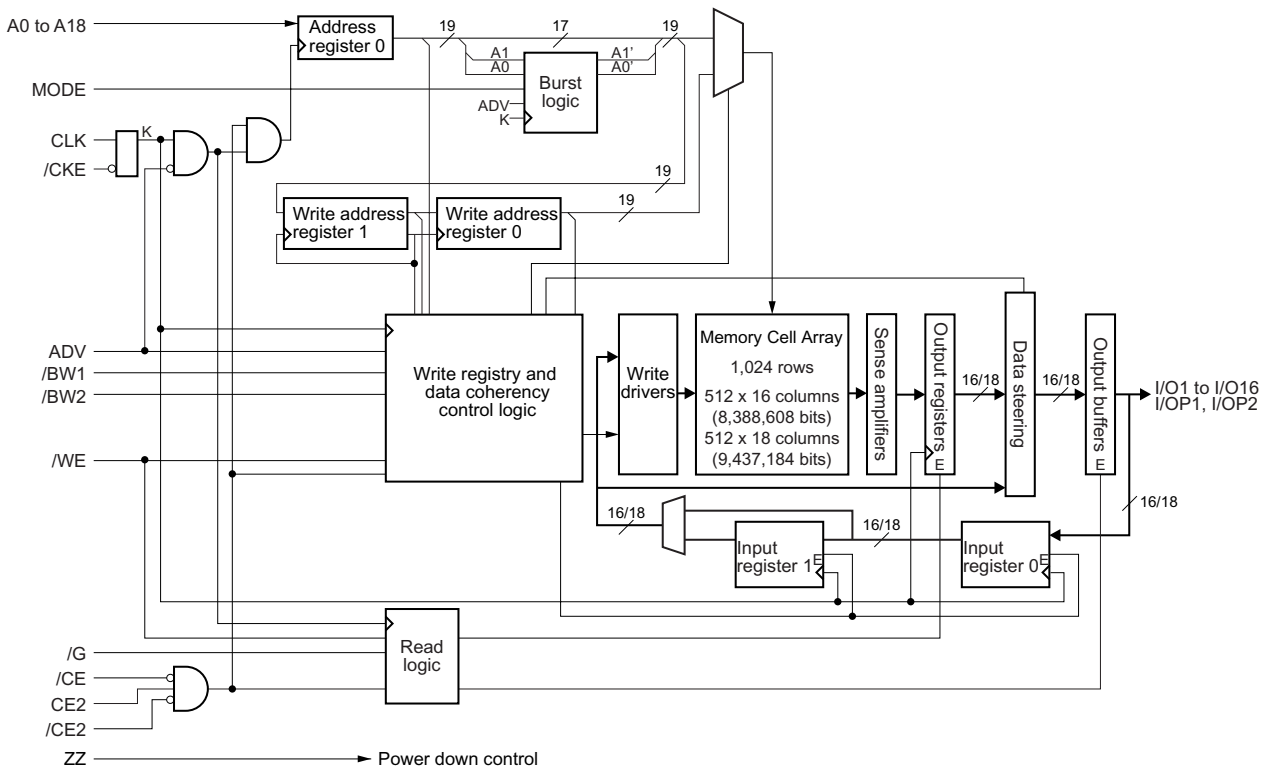 A0 to A18
Address
register 0
19
17
19
A1
A0
A1'
A0'
Burst
logic
MODE
ADV
K
CLK
K
/CKE
19
Write address
register 1
Write address
register 0
19
ADV
/BW1
/BW2
/WE
Write registry and
data coherency
control logic
Write
drivers
Memory Cell Array
1,024 rows
512 x 16 columns
(8,388,608 bits)
512 x 18 columns
(9,437,184 bits)
Sense amplifiers
Output registers
E
16/18
Data steering
16/18
Output buffers
E
I/O1 to I/O16
I/OP1, I/OP2
16/18
16/18
Input
register 1
E
16/18
Input
register 0
E
Read
logic
/G
/CE
CE2
/CE2
ZZ
Power down control